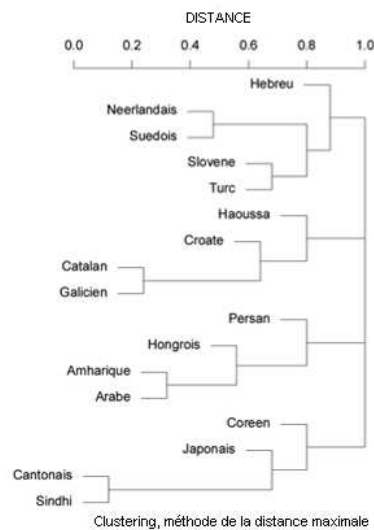 DISTANCE
0.0 0.2 0.4 0.6 0.8 1.0
Hebreu
Neerlandais
Suedois
Slovene
Turc
Haoussa
Croate
Catalan
Galicien
Persan
Hongrois
Amharique
Arabe
Coreen
Japonais
Cantonais
Sindhi
Clustering, méthode de la distance maximale